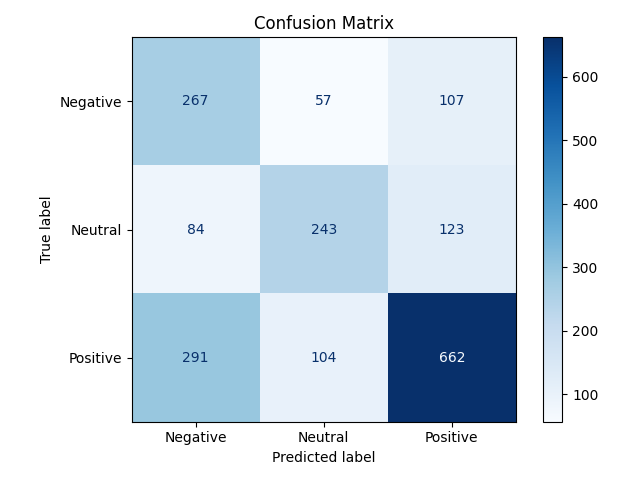 Confusion Matrix
Negative 267 57 107
Neutral 84 243 123
Positive 291 104 662
Negative Neutral Positive
Predicted label
True label
600
500
400
300
200
100